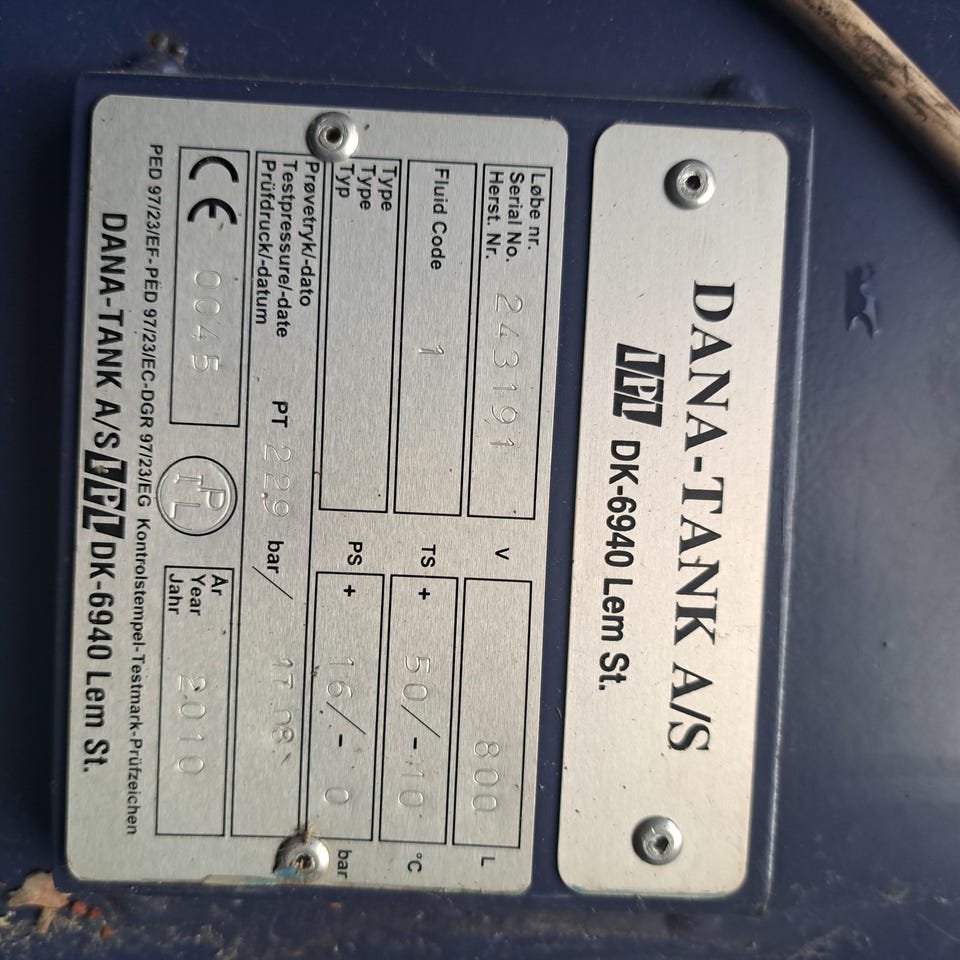 DANA-TANK A/S
DK-6940 Lem St.
Løbe nr.
Serial No. 243191
Herst. Nr.
V 800 L
Fluid Code 1
TS + 50/-10 °C
Type
Type
Typ
PS + 16/- 0 bar
Prøvetryk/-dato
Testpressure/-date PT 22,9 bar/ 17.08
Prüfdruck/-datum
CE 0045
PTL
Ar
Year 2010
Jahr
PED 97/23/EF-PED 97/23/EC-DGR 97/23/EG Kontrolstempel-Testmark-Prüfzeichen
DANA-TANK A/S DK-6940 Lem St.